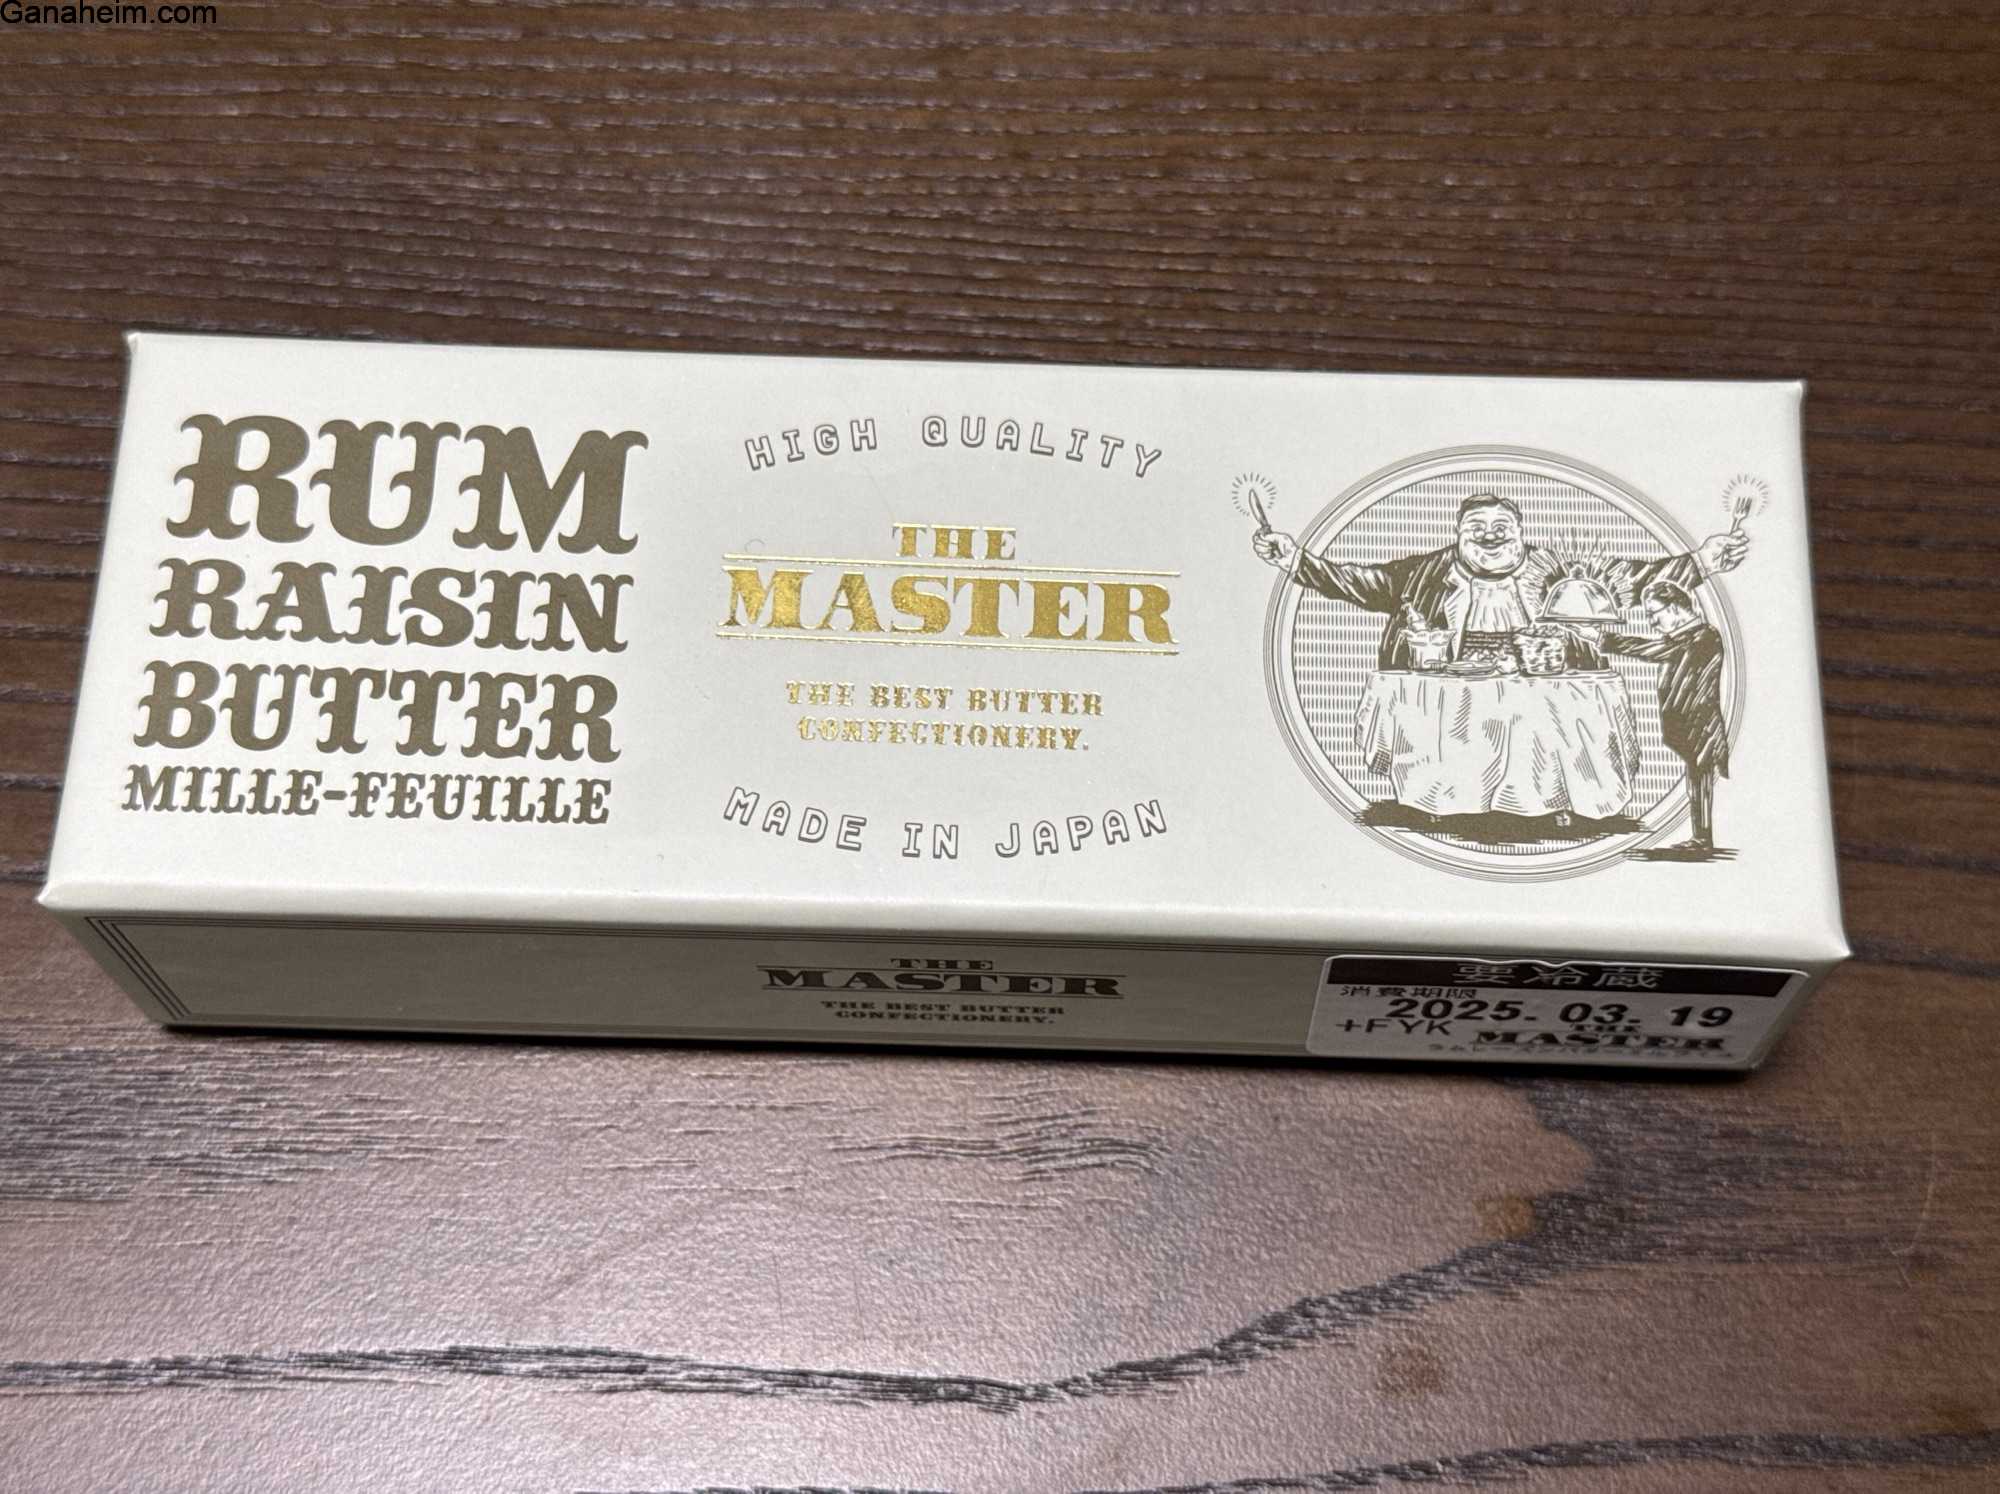 Ganaheim.com
RUM
RAISIN
BUTTER
MILLE-FEUILLE
HIGH QUALITY
THE
MASTER
THE BEST BUTTER
CONFECTIONERY.
MADE IN JAPAN
THE
MASTER
THE BEST BUTTER
CONFECTIONERY.
要冷蔵
消費期限
2025. 03. 19
+FYK
THE
MASTER